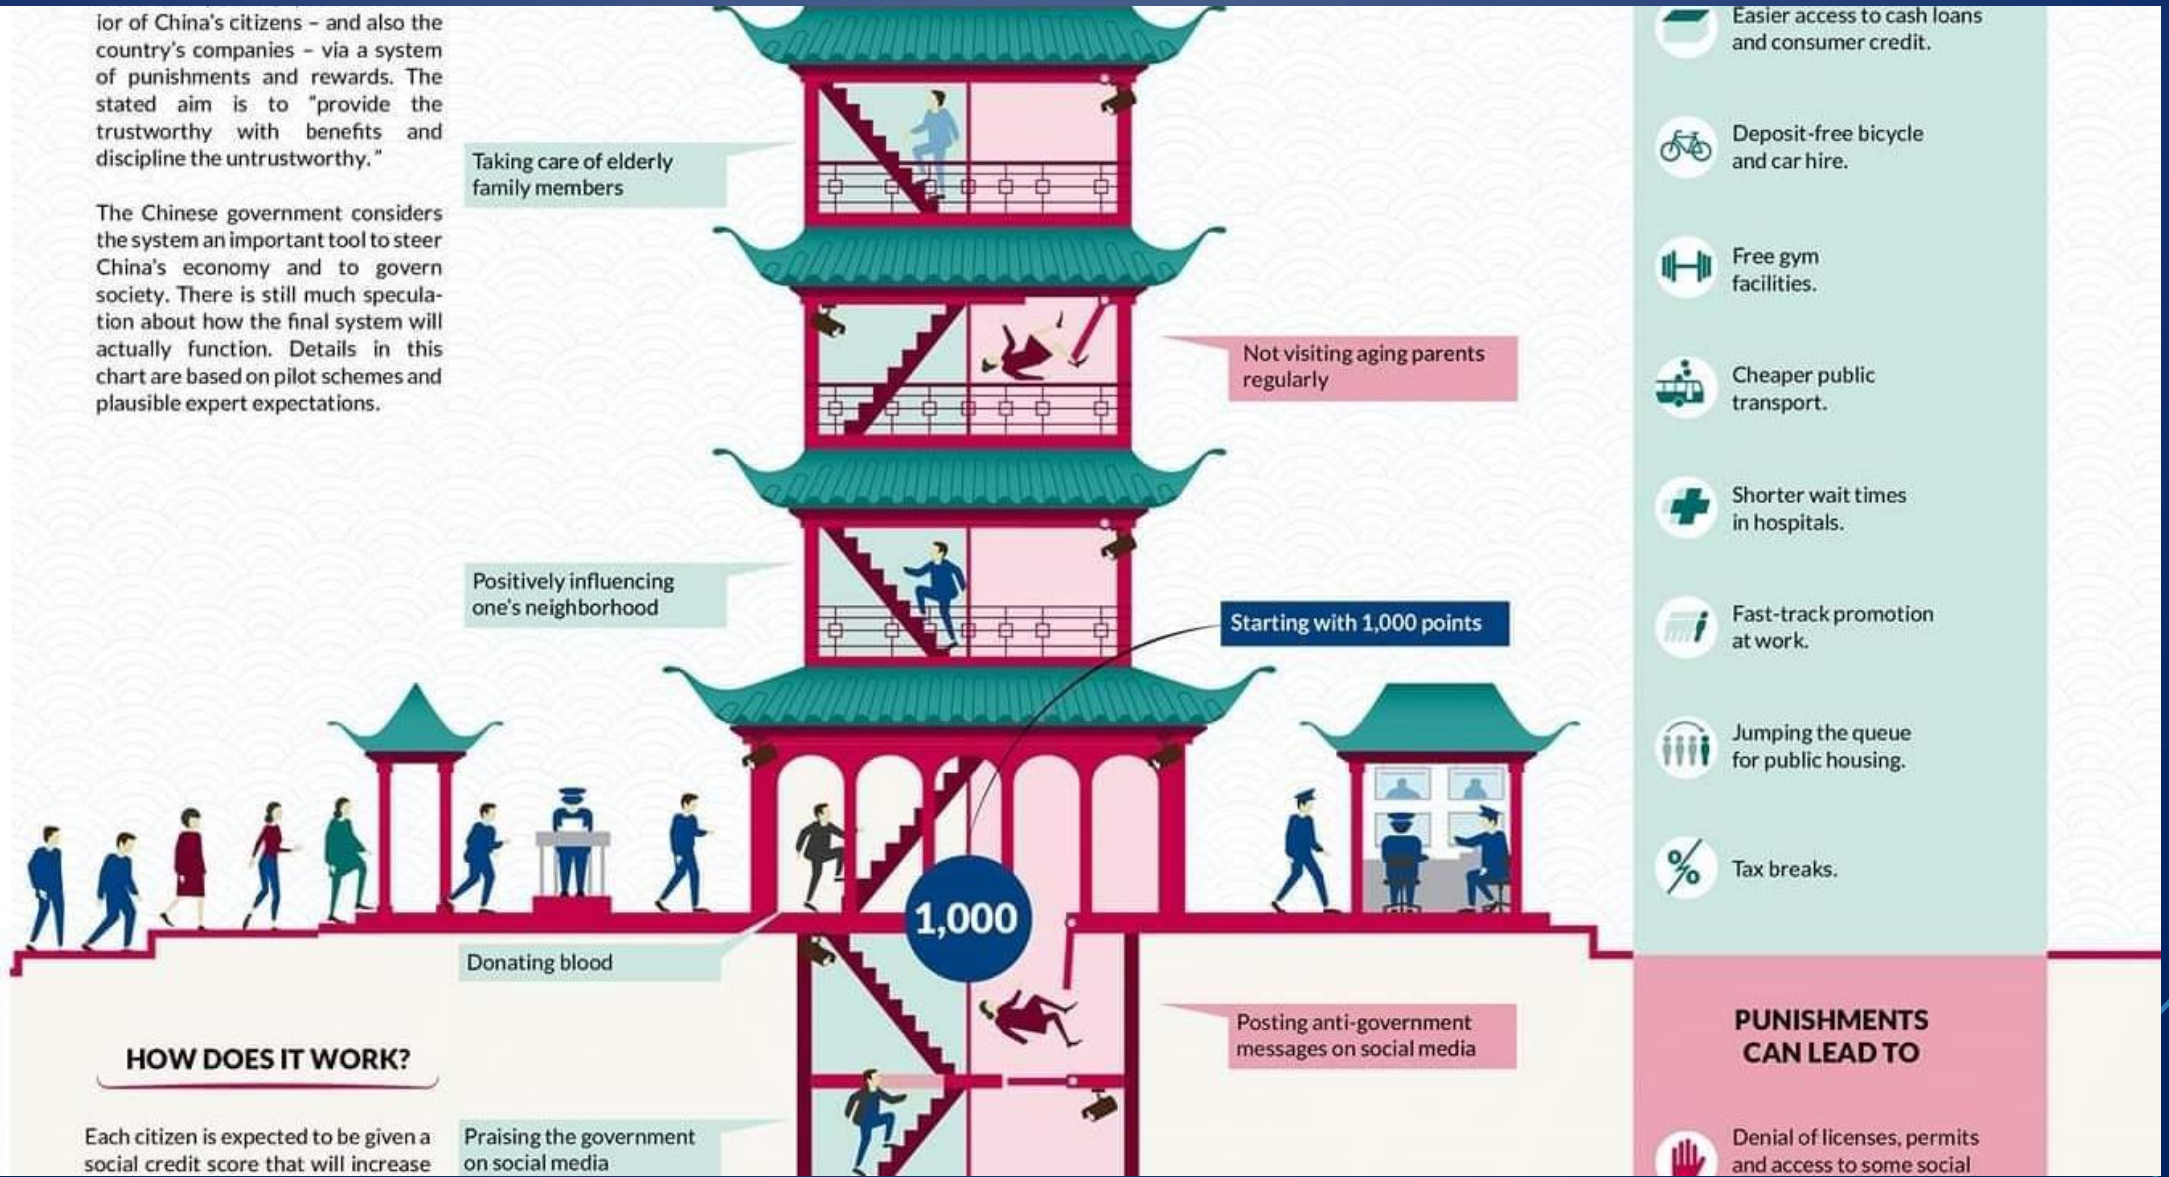 ior of China's citizens – and also the
country's companies – via a system
of punishments and rewards. The
stated aim is to "provide the
trustworthy with benefits and
discipline the untrustworthy."
The Chinese government considers
the system an important tool to steer
China's economy and to govern
society. There is still much specula-
tion about how the final system will
actually function. Details in this
chart are based on pilot schemes and
plausible expert expectations.
Taking care of elderly
family members
Not visiting aging parents
regularly
Positively influencing
one's neighborhood
Starting with 1,000 points
1,000
Donating blood
Posting anti-government
messages on social media
Praising the government
on social media
HOW DOES IT WORK?
Each citizen is expected to be given a
social credit score that will increase
Easier access to cash loans
and consumer credit.
Deposit-free bicycle
and car hire.
Free gym
facilities.
Cheaper public
transport.
Shorter wait times
in hospitals.
Fast-track promotion
at work.
Jumping the queue
for public housing.
%
Tax breaks.
PUNISHMENTS
CAN LEAD TO
Denial of licenses, permits
and access to some social